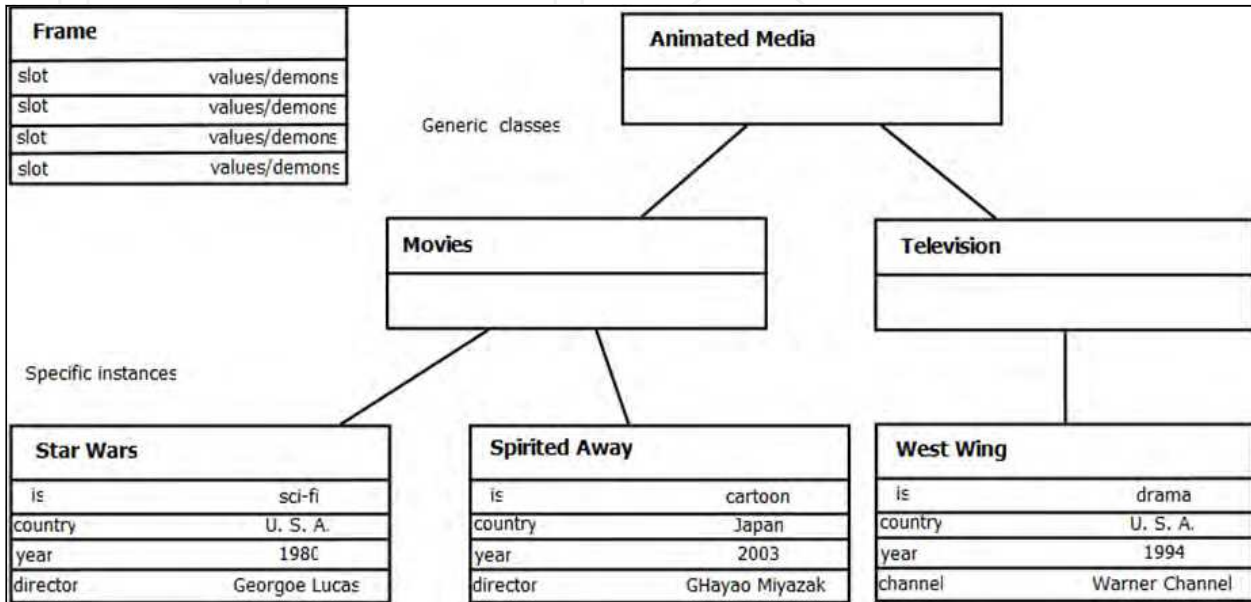 Frame
slot values/demons
slot values/demons
slot values/demons
slot values/demons
Animated Media
Generic classes
Movies
Television
Specific instances
Star Wars
is sci-fi
country U. S. A.
year 1980
director Georgoe Lucas
Spirited Away
is cartoon
country Japan
year 2003
director GHayao Miyazak
West Wing
is drama
country U. S. A.
year 1994
channel Warner Channel